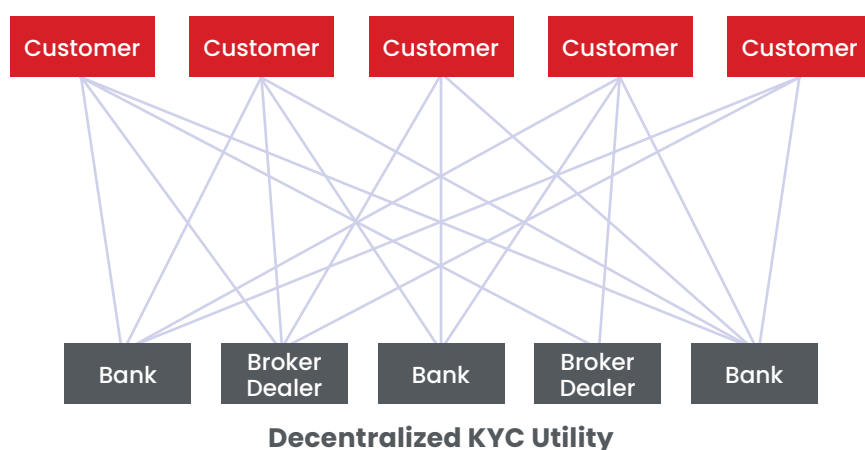 Customer
Customer
Customer
Customer
Customer
Bank
Broker
Dealer
Bank
Broker
Dealer
Bank
Decentralized KYC Utility